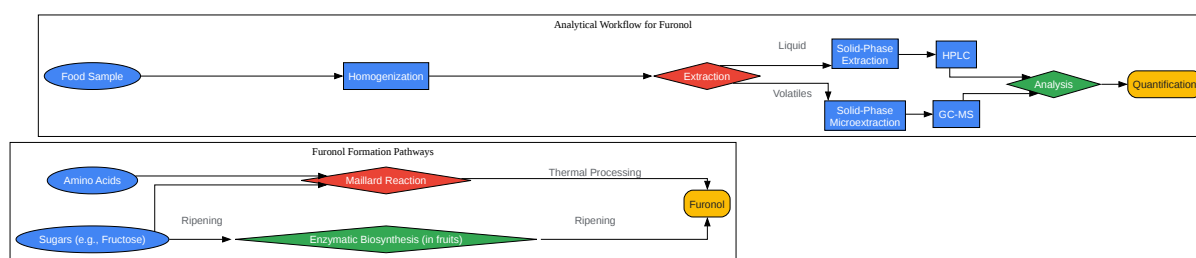 Analytical Workflow for Furonol
Food Sample
Homogenization
Extraction
Liquid
Volatiles
Solid-Phase
Extraction
HPLC
Solid-Phase
Microextraction
GC-MS
Analysis
Quantification
Furonol Formation Pathways
Amino Acids
Maillard Reaction
Thermal Processing
Furonol
Sugars (e.g., Fructose)
Ripening
Enzymatic Biosynthesis (in fruits)
Ripening